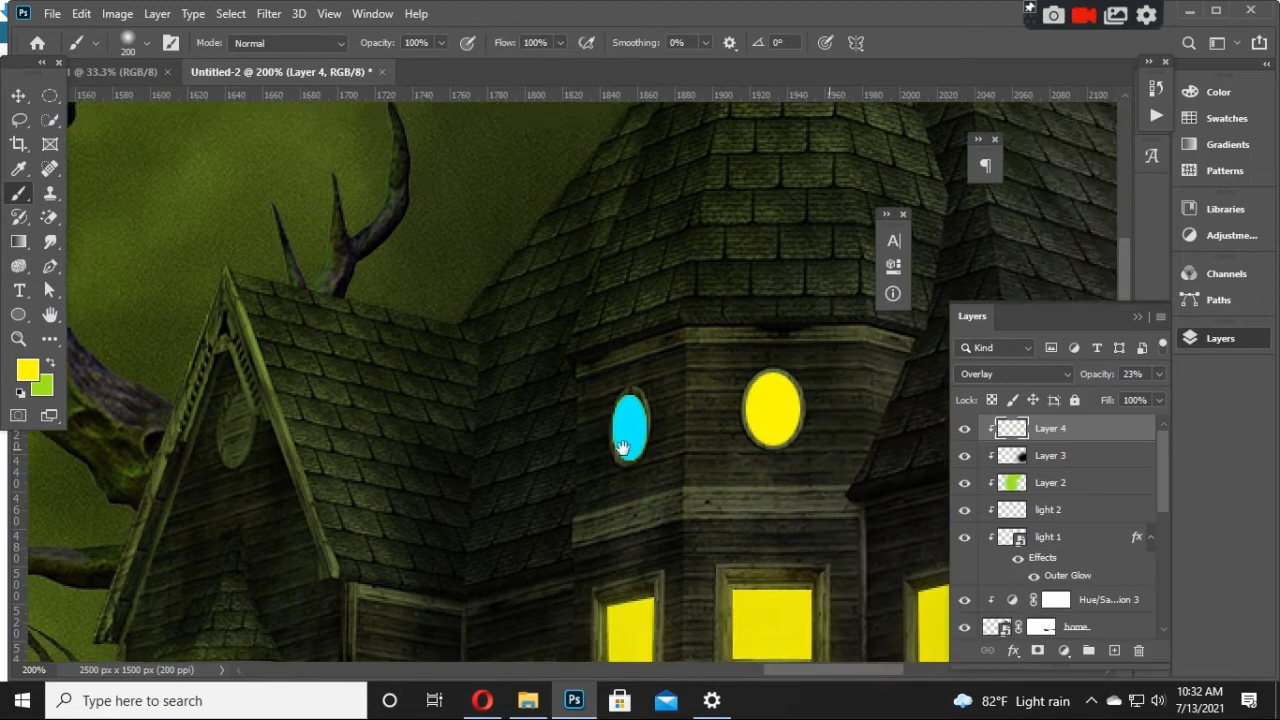 Ps File Edit Image Layer Type Select Filter 3D View Window Help
200 Mode: Normal Opacity: 100% Flow: 100% Smoothing: 0% 0°
d @ 33.3% (RGB/8) × Untitled-2 @ 200% (Layer 4, RGB/8) * ×
1560 1580 1600 1620 1640 1660 1680 1700 1720 1740 1760 1780 1800 1820 1840 1860 1880 1900 1920 1940 1960 1980 2000 2020 2040 2060 2080 2100
Color
Swatches
Gradients
Patterns
Libraries
Adjustme...
Channels
Paths
Layers
Layers
Kind
Overlay Opacity: 23%
Lock: Fill: 100%
Layer 4
Layer 3
Layer 2
light 2
light 1 fx
Effects
Outer Glow
Hue/Sa...ion 3
home
200% 2500 px x 1500 px (200 ppi)
Type here to search
82°F Light rain
10:32 AM
7/13/2021